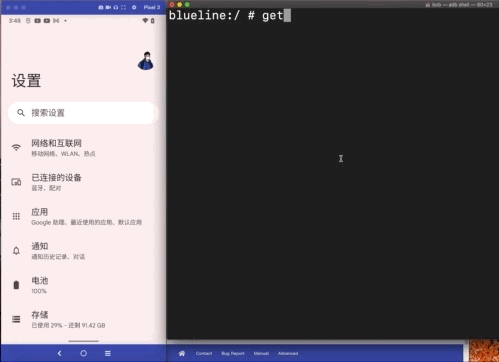 Pixel 3
bob — adb shell — 80×23
3:48
blueline:/ # get
设置
搜索设置
网络和互联网
移动网络、WLAN、热点
已连接的设备
蓝牙、配对
应用
Google 助理、最近使用的应用、默认应用
通知
通知历史记录、对话
电池
100%
存储
已使用 29% - 还剩 91.42 GB
Contact Bug Report Manual Advanced